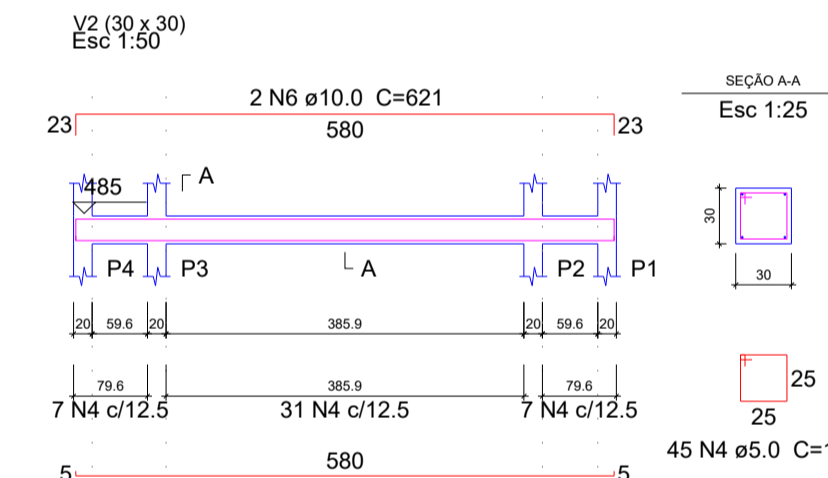 V2 (30 x 30)
Esc 1:50
SEÇÃO A-A
Esc 1:25
2 N6 ø10.0 C=621
23 580 23
485
A
30
P4 P3 A P2 P1
30
20 59.6 20 385.9 20 59.6 20
79.6 385.9 79.6
7 N4 c/12.5 31 N4 c/12.5 7 N4 c/12.5
25
25
45 N4 ø5.0
580
5 5